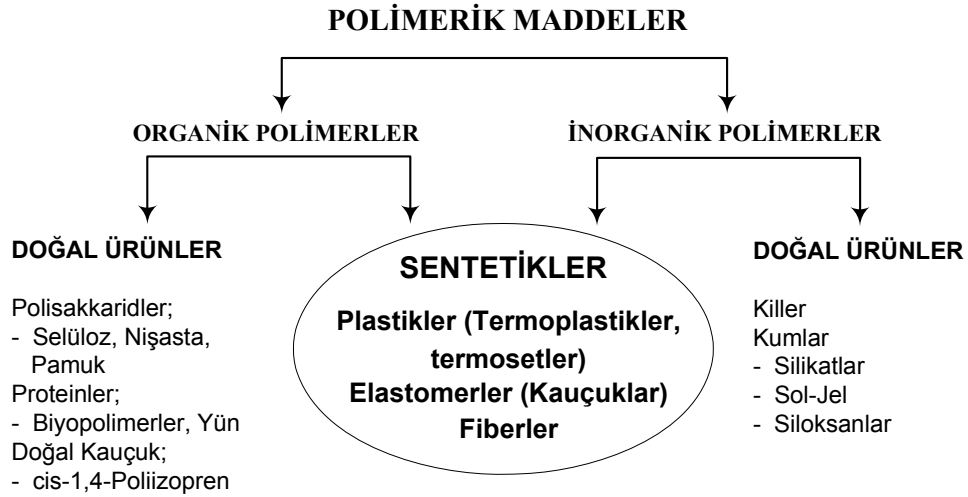 POLİMERİK MADDELER
ORGANİK POLİMERLER
İNORGANİK POLİMERLER
DOĞAL ÜRÜNLER
Polisakkaridler;
- Selüloz, Nişasta,
Pamuk
Proteinler;
- Biyopolimerler, Yün
Doğal Kauçuk;
- cis-1,4-Poliizopren
SENTETİKLER
Plastikler (Termoplastikler,
termosetler)
Elastomerler (Kauçuklar)
Fiberler
DOĞAL ÜRÜNLER
Killer
Kumlar
- Silikatlar
- Sol-Jel
- Siloksanlar